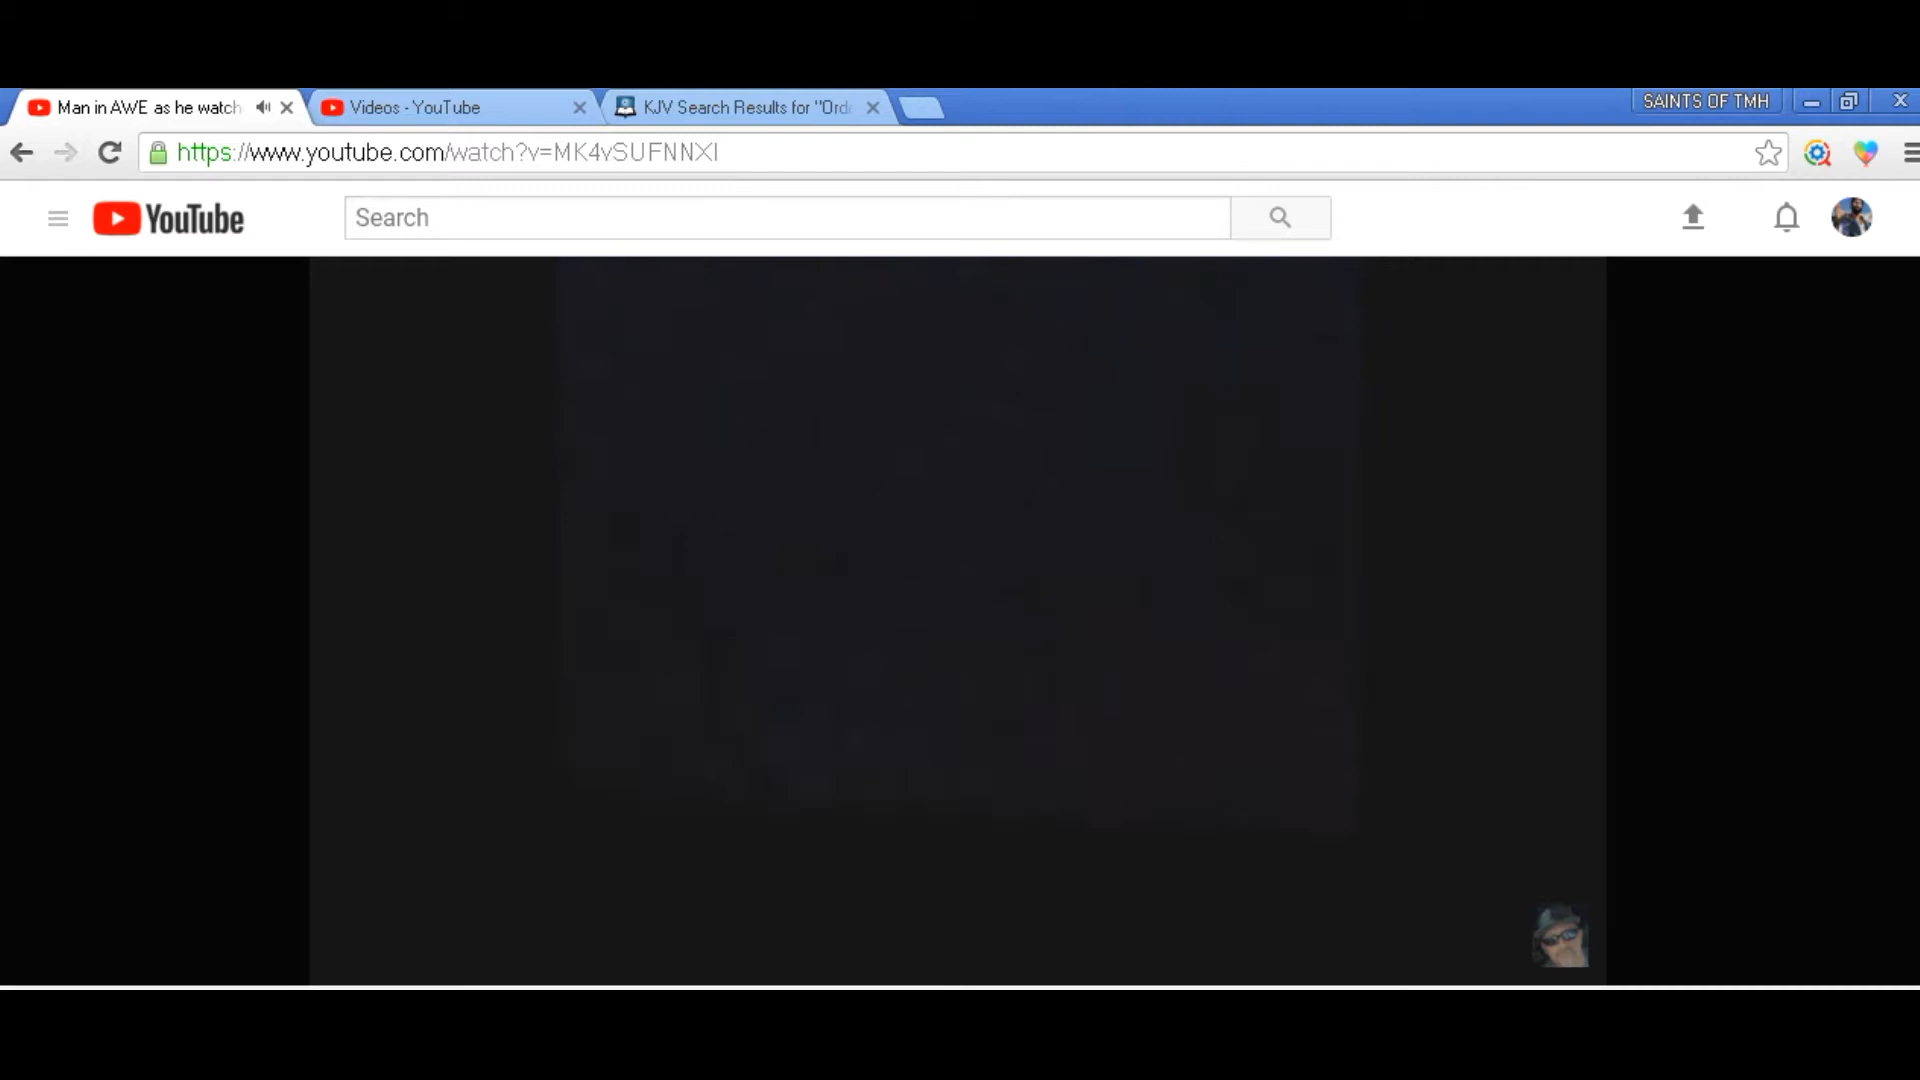 Man in AWE as he watch
Videos - YouTube
KJV Search Results for "Ord
SAINTS OF TMH
https://www.youtube.com/watch?v=MK4vSUFNNXI
YouTube
Search